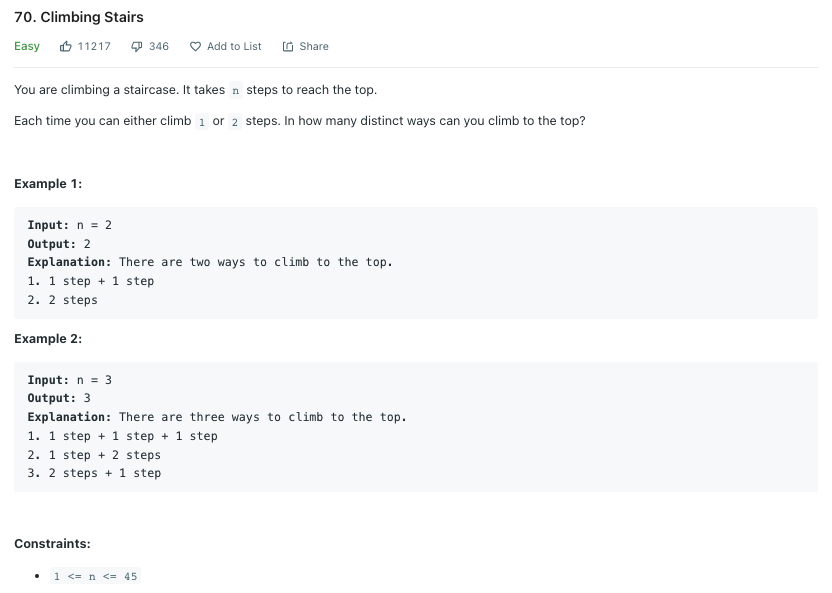 70. Climbing Stairs
Easy 11217 346 Add to List Share
You are climbing a staircase. It takes n steps to reach the top.
Each time you can either climb 1 or 2 steps. In how many distinct ways can you climb to the top?
Example 1:
Input: n = 2
Output: 2
Explanation: There are two ways to climb to the top.
1. 1 step + 1 step
2. 2 steps
Example 2:
Input: n = 3
Output: 3
Explanation: There are three ways to climb to the top.
1. 1 step + 1 step + 1 step
2. 1 step + 2 steps
3. 2 steps + 1 step
Constraints:
• 1 <= n <= 45